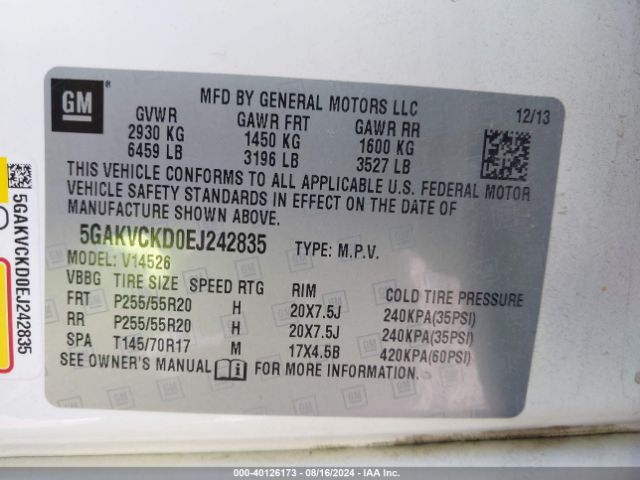 GM
MFD BY GENERAL MOTORS LLC
12/13
GVWR GAWR FRT GAWR RR
2930 KG 1450 KG 1600 KG
6459 LB 3196 LB 3527 LB
THIS VEHICLE CONFORMS TO ALL APPLICABLE U.S. FEDERAL MOTOR
VEHICLE SAFETY STANDARDS IN EFFECT ON THE DATE OF
MANUFACTURE SHOWN ABOVE.
5GAKVCKD0EJ242835 TYPE: M.P.V.
MODEL: V14526
VBBG TIRE SIZE SPEED RTG RIM COLD TIRE PRESSURE
FRT P255/55R20 H 20X7.5J 240KPA(35PSI)
RR P255/55R20 H 20X7.5J 240KPA(35PSI)
SPA T145/70R17 M 17X4.5B 420KPA(60PSI)
SEE OWNER'S MANUAL FOR MORE INFORMATION.
5GAKVCKD0EJ242835
000-40126173 - 08/16/2024 - IAA